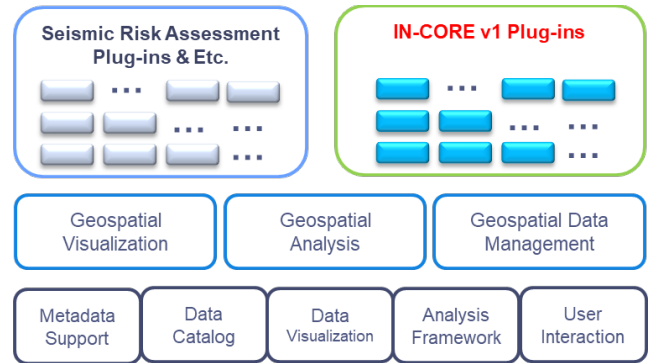 Seismic Risk Assessment
Plug-ins & Etc.
...
... ...
...
IN-CORE v1 Plug-ins
...
... ...
...
Geospatial
Visualization
Geospatial
Analysis
Geospatial Data
Management
Metadata
Support
Data
Catalog
Data
Visualization
Analysis
Framework
User
Interaction